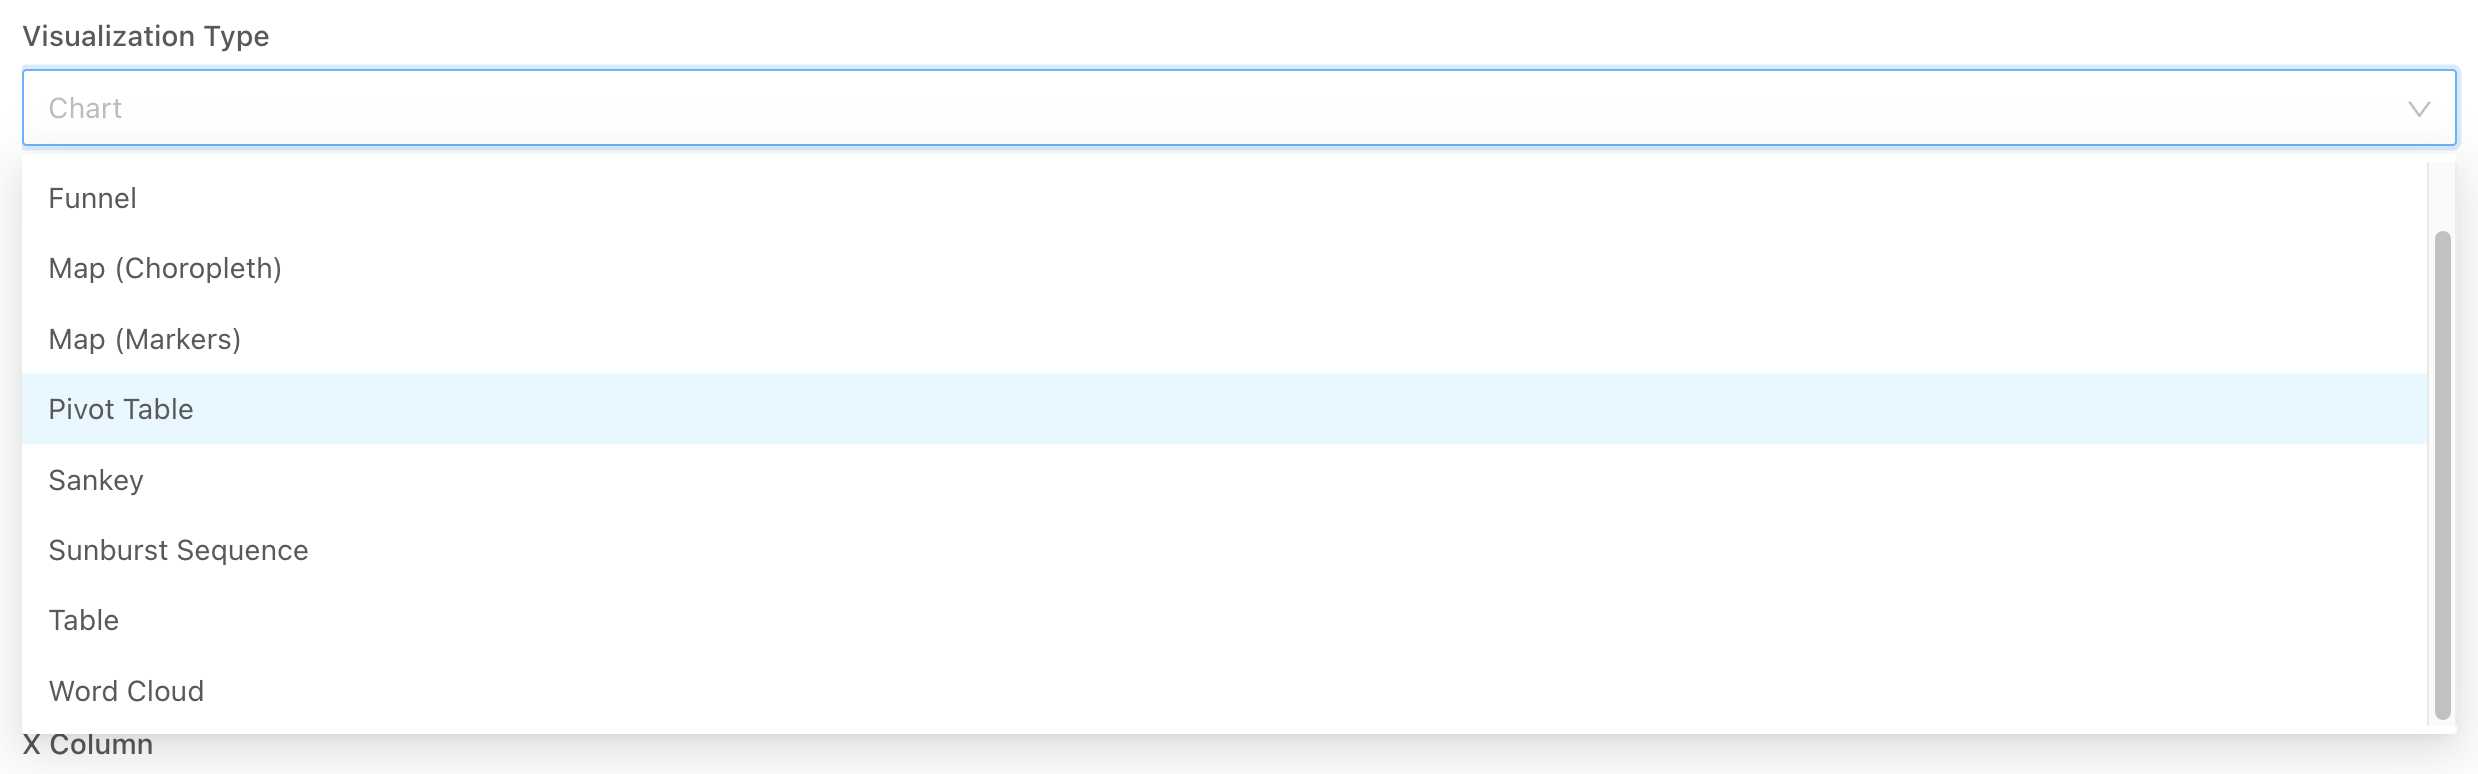 Visualization Type
Chart
Funnel
Map (Choropleth)
Map (Markers)
Pivot Table
Sankey
Sunburst Sequence
Table
Word Cloud
X Column